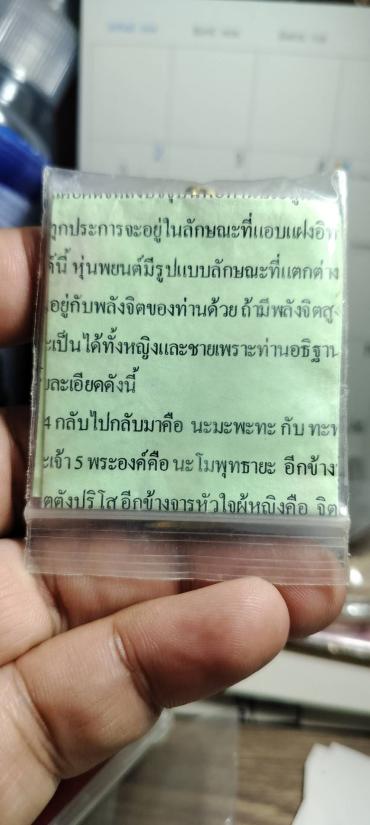 ทุกประการจะอยู่ในลักษณะที่แอบแฝงอิท
นี้ หุ่นพยนต์มีรูปแบบลักษณะที่แตกต่าง
อยู่กับพลังจิตของท่านด้วย ถ้ามีพลังจิตสูง
ะเป็นได้ทั้งหญิงและชายเพราะท่านอธิฐาน
ละเอียดดังนี้
4 กลับไปกลับมาคือ นะมะพะทะ กับ ทะพ
ะเจ้า 5 พระองค์คือ นะโมพุทธายะ อีกข้าง
ตตังปริโส อีกข้างจารหัวใจผู้หญิงคือ จิต